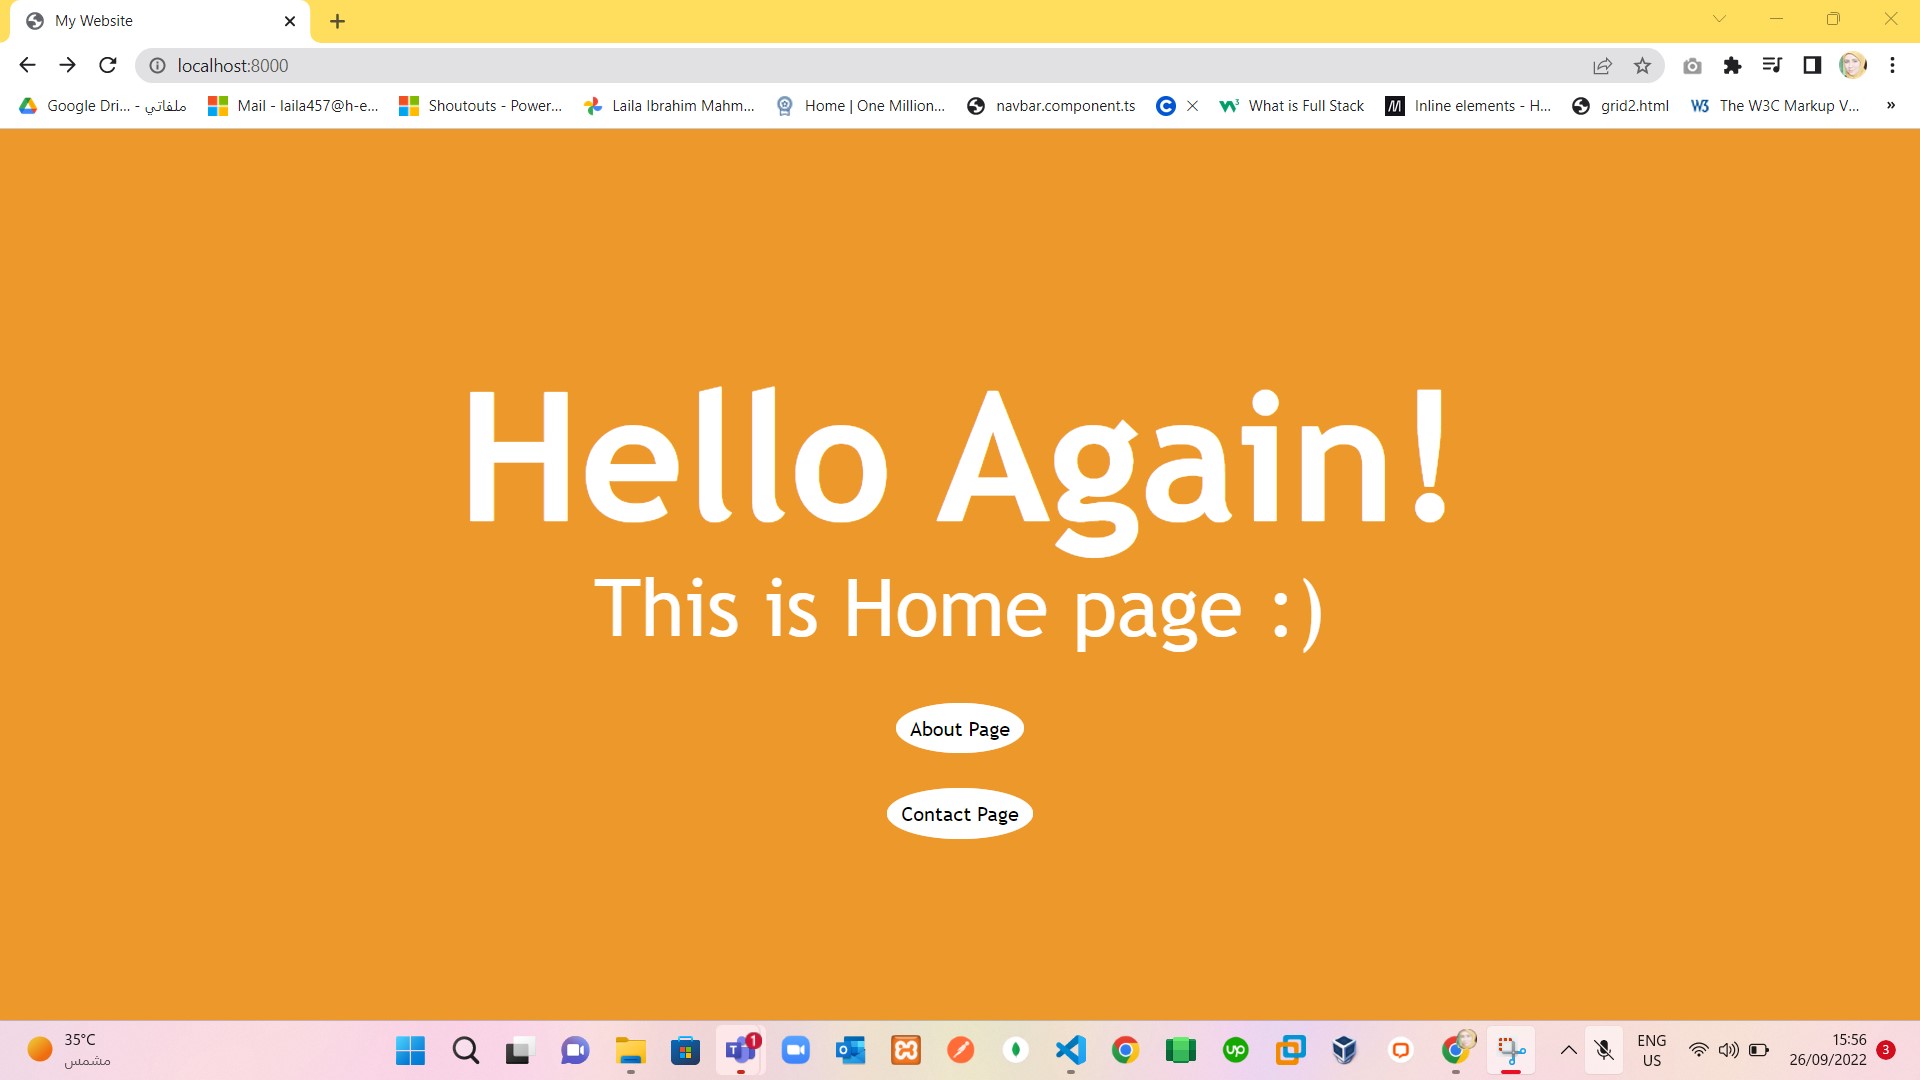 My Website
localhost:8000
Google Dri... - ملفاتي
Mail - laila457@h-e...
Shoutouts - Power...
Laila Ibrahim Mahm...
Home | One Million...
navbar.component.ts
What is Full Stack
Inline elements - H...
grid2.html
The W3C Markup V...
Hello Again!
This is Home page :)
About Page
Contact Page
35°C
مشمس
1
up
ENG
US
15:56
26/09/2022
3